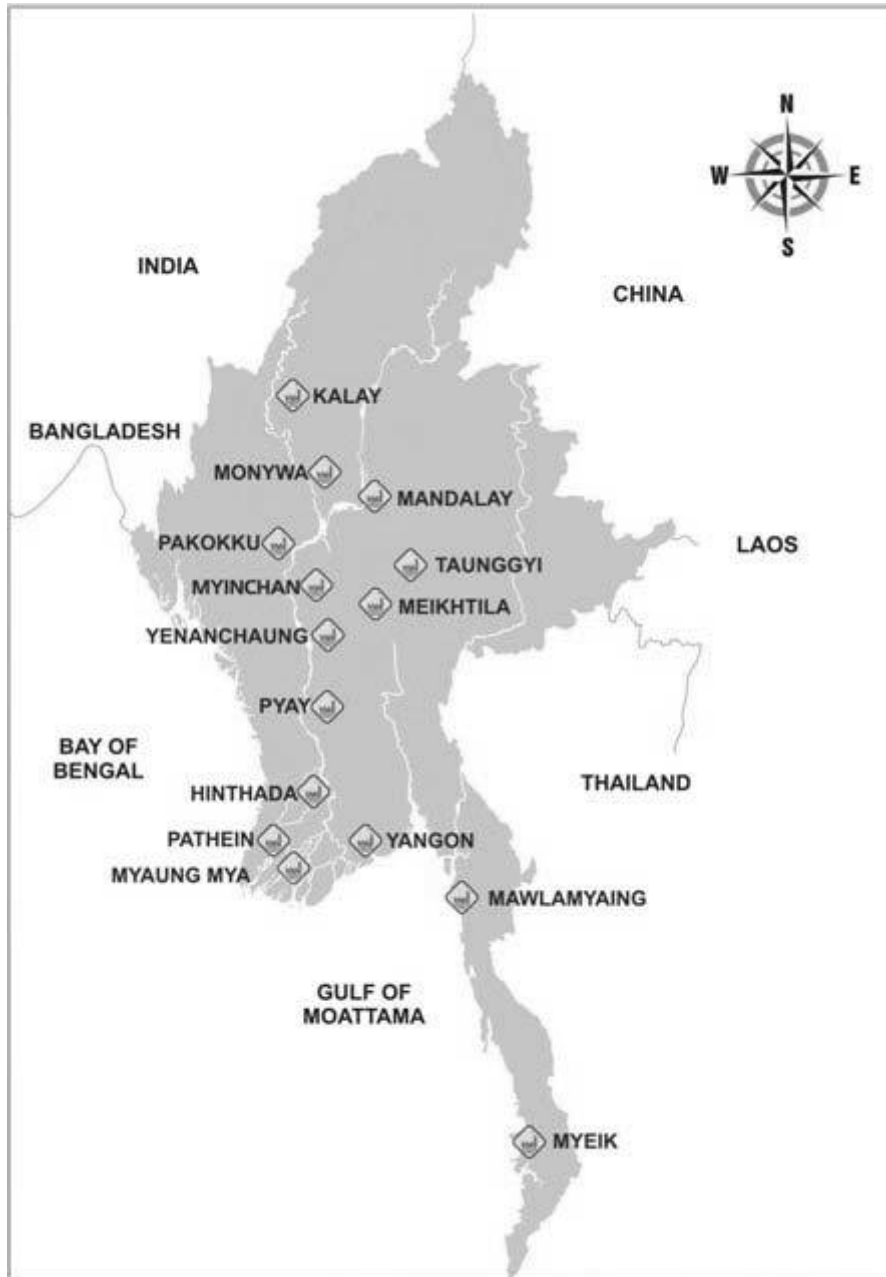 N
W E
S
INDIA
CHINA
KALAY
BANGLADESH
MONYWA
MANDALAY
PAKOKKU
LAOS
TAUNGGYI
MYINCHAN
MEIKHTILA
YENANCHAUNG
PYAY
BAY OF
BENGAL
THAILAND
HINTHADA
PATHEIN
YANGON
MYAUNG MYA
MAWLAMYAING
GULF OF
MOATTAMA
MYEIK